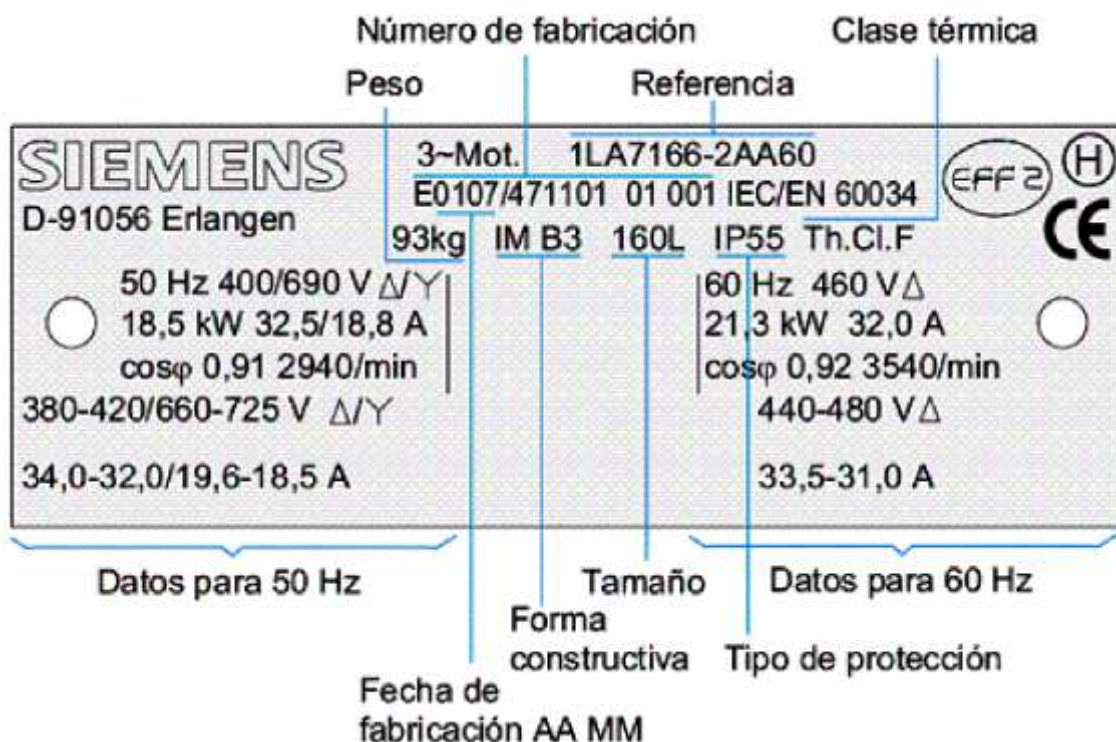 Número de fabricación
Clase térmica
Peso
Referencia
SIEMENS
3~Mot. 1LA7166-2AA60
EFF2
H
E0107/471101 01 001 IEC/EN 60034
D-91056 Erlangen
CE
93kg IM B3 160L IP55 Th.Cl.F
50 Hz 400/690 V Δ/Y
60 Hz 460 V Δ
18,5 kW 32,5/18,8 A
21,3 kW 32,0 A
cosφ 0,91 2940/min
cosφ 0,92 3540/min
380-420/660-725 V Δ/Y
440-480 V Δ
34,0-32,0/19,6-18,5 A
33,5-31,0 A
Datos para 50 Hz
Tamaño
Datos para 60 Hz
Forma
constructiva
Tipo de protección
Fecha de
fabricación AA MM